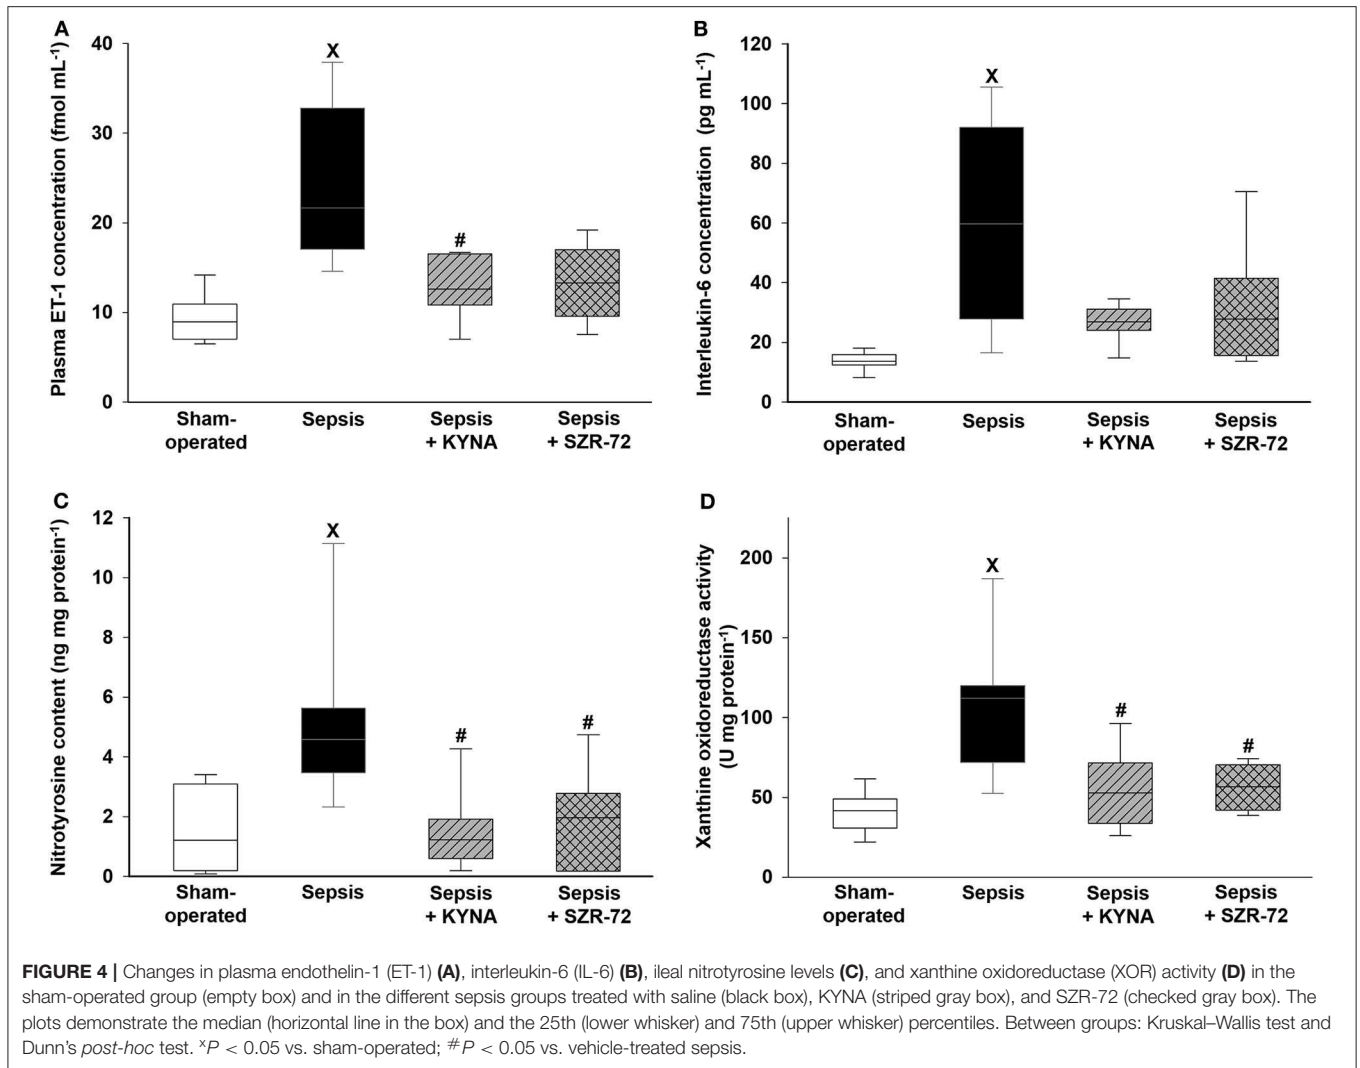 A
Plasma ET-1 concentration (fmol mL⁻¹)
40
30
20
10
0
X
#
Sham-
operated
Sepsis
Sepsis
+ KYNA
Sepsis
+ SZR-72
B
Interleukin-6 concentration (pg mL⁻¹)
120
100
80
60
40
20
0
X
Sham-
operated
Sepsis
Sepsis
+ KYNA
Sepsis
+ SZR-72
C
Nitrotyrosine content (ng mg protein⁻¹)
12
10
8
6
4
2
0
X
#
#
Sham-
operated
Sepsis
Sepsis
+ KYNA
Sepsis
+ SZR-72
D
Xanthine oxidoreductase activity
(U mg protein⁻¹)
200
150
100
50
0
X
#
#
Sham-
operated
Sepsis
Sepsis
+ KYNA
Sepsis
+ SZR-72
FIGURE 4 | Changes in plasma endothelin-1 (ET-1) (A), interleukin-6 (IL-6) (B), ileal nitrotyrosine levels (C), and xanthine oxidoreductase (XOR) activity (D) in the
sham-operated group (empty box) and in the different sepsis groups treated with saline (black box), KYNA (striped gray box), and SZR-72 (checked gray box). The
plots demonstrate the median (horizontal line in the box) and the 25th (lower whisker) and 75th (upper whisker) percentiles. Between groups: Kruskal–Wallis test and
Dunn's post-hoc test. ˣP < 0.05 vs. sham-operated; #P < 0.05 vs. vehicle-treated sepsis.